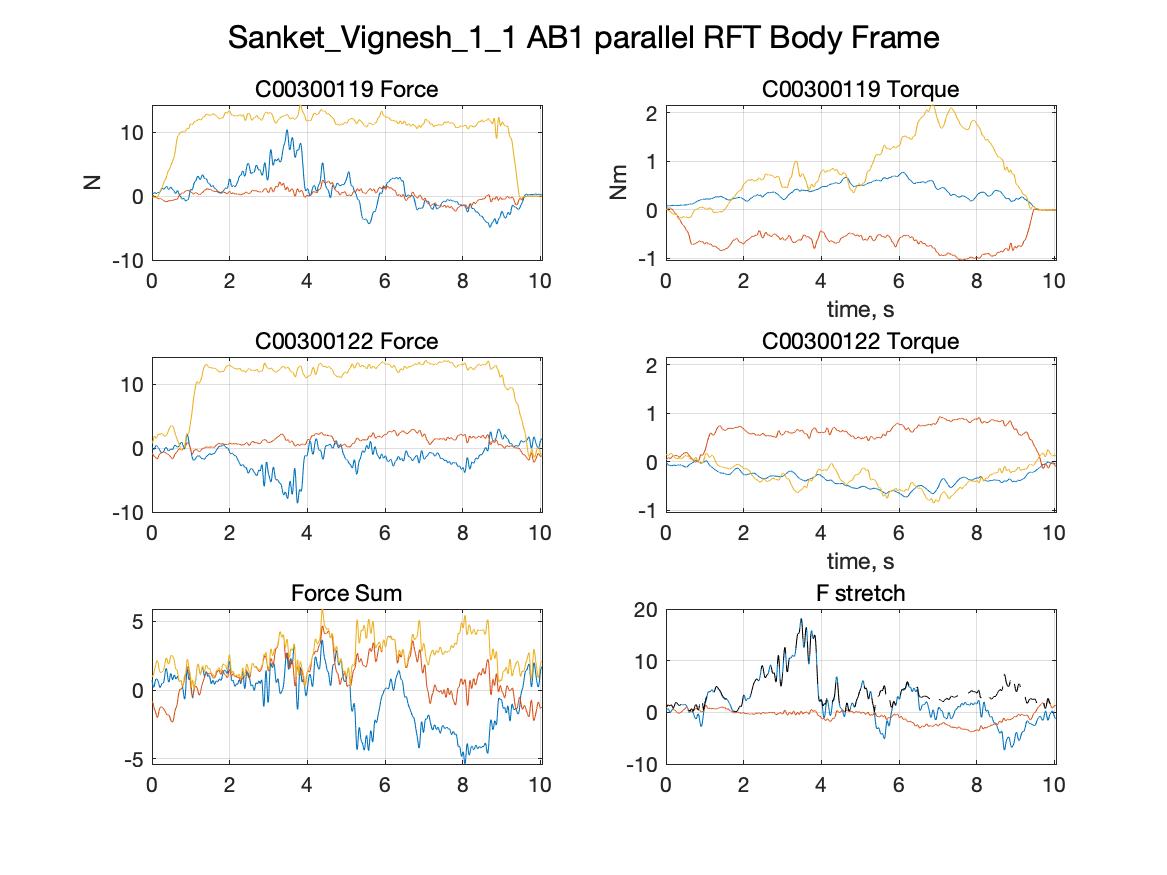 Sanket_Vignesh_1_1 AB1 parallel RFT Body Frame
C00300119 Force
N
10
0
-10
0 2 4 6 8 10
C00300119 Torque
Nm
2
1
0
-1
0 2 4 6 8 10
time, s
C00300122 Force
10
0
-10
0 2 4 6 8 10
C00300122 Torque
2
1
0
-1
0 2 4 6 8 10
time, s
Force Sum
5
0
-5
0 2 4 6 8 10
F stretch
20
10
0
-10
0 2 4 6 8 10